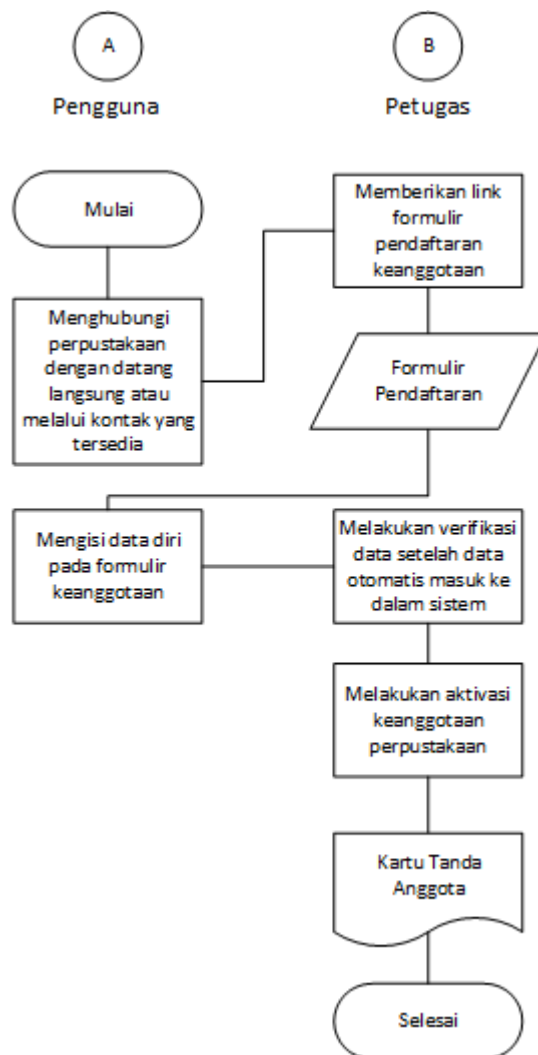 A
B
Pengguna
Petugas
Mulai
Memberikan link
formulir
pendaftaran
keanggotaan
Menghubungi
perpustakaan
dengan datang
langsung atau
melalui kontak yang
tersedia
Formulir
Pendaftaran
Mengisi data diri
pada formulir
keanggotaan
Melakukan verifikasi
data setelah data
otomatis masuk ke
dalam sistem
Melakukan aktivasi
keanggotaan
perpustakaan
Kartu Tanda
Anggota
Selesai